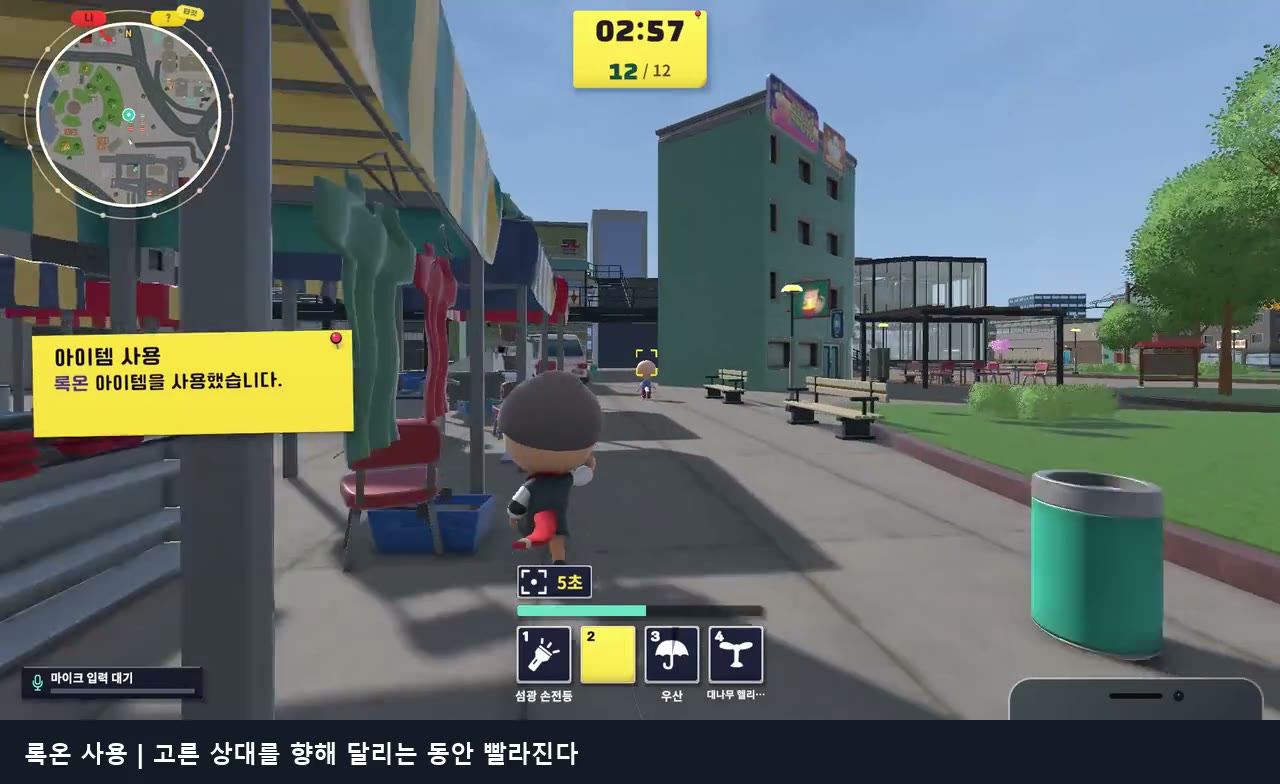 나
?
타깃
N
02:57
12 / 12
아이템 사용
록온 아이템을 사용했습니다.
5초
1
2
3
4
섬광 손전등
우산
대나무 헬리…
마이크 입력 대기
록온 사용 | 고른 상대를 향해 달리는 동안 빨라진다